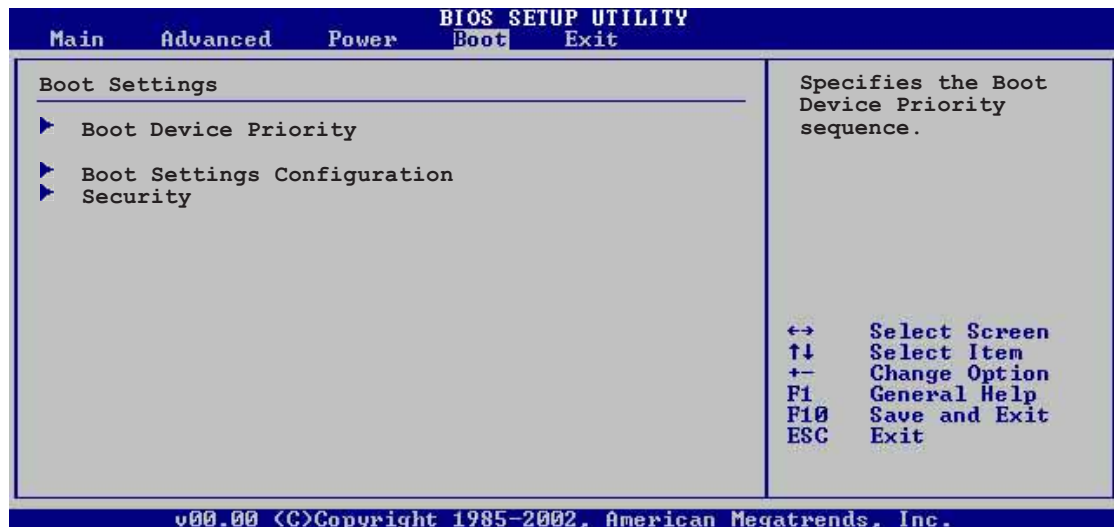 BIOS SETUP UTILITY
Main Advanced Power Boot Exit
Boot Settings
Boot Device Priority
Boot Settings Configuration
Security
Specifies the Boot
Device Priority
sequence.
←→ Select Screen
↑↓ Select Item
+- Change Option
F1 General Help
F10 Save and Exit
ESC Exit
v00.00 (C)Copyright 1985-2002, American Megatrends, Inc.